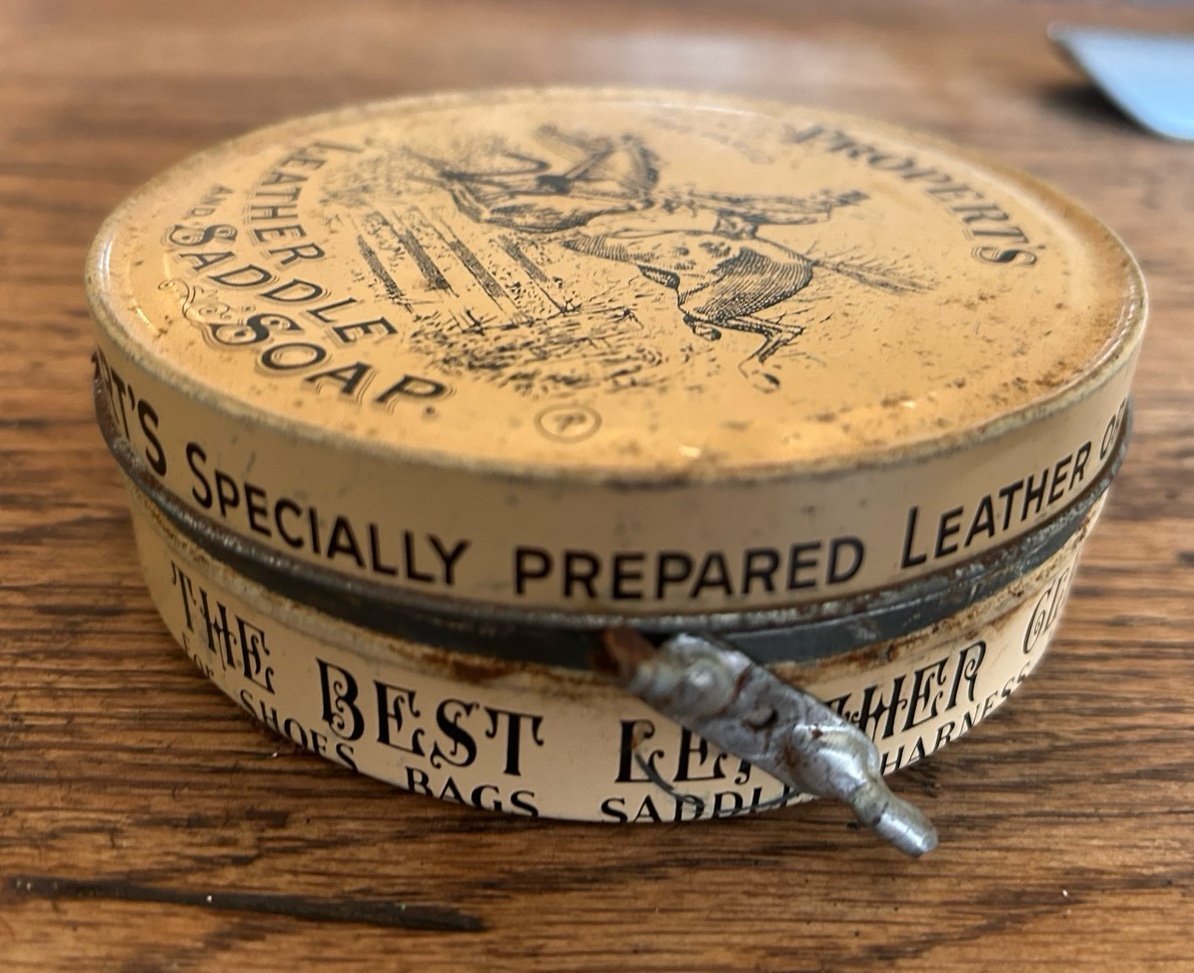 PROPERT'S
LEATHER
AND
SADDLE
SOAP.
T'S SPECIALLY PREPARED LEATHER
THE BEST
FOR SHOES BAGS HARNESS